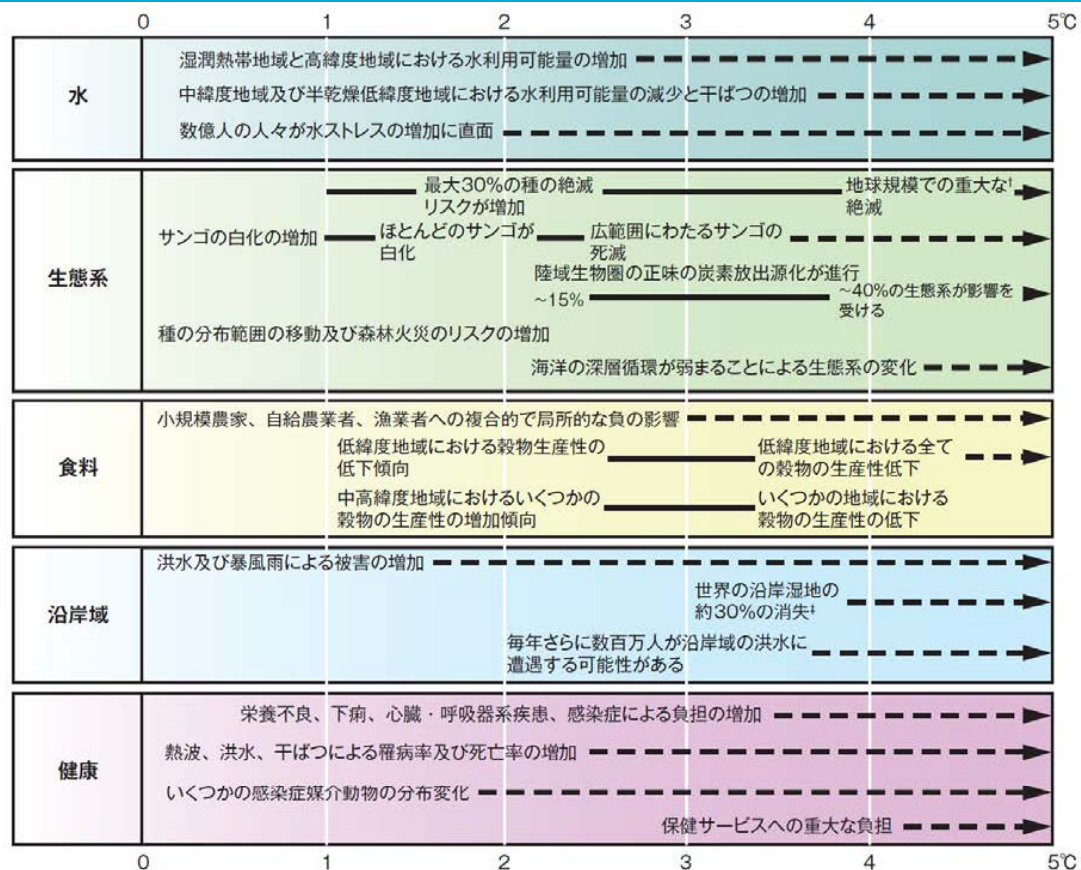 0 1 2 3 4 5℃
水
湿潤熱帯地域と高緯度地域における水利用可能量の増加
中緯度地域及び半乾燥低緯度地域における水利用可能量の減少と干ばつの増加
数億人の人々が水ストレスの増加に直面
生態系
最大30%の種の絶滅
リスクが増加
地球規模での重大な†
絶滅
サンゴの白化の増加
ほとんどのサンゴが
白化
広範囲にわたるサンゴの
死滅
陸域生物圏の正味の炭素放出源化が進行
~15%
~40%の生態系が影響を
受ける
種の分布範囲の移動及び森林火災のリスクの増加
海洋の深層循環が弱まることによる生態系の変化
食料
小規模農家、自給農業者、漁業者への複合的で局所的な負の影響
低緯度地域における穀物生産性の
低下傾向
低緯度地域における全て
の穀物の生産性低下
中高緯度地域におけるいくつかの
穀物の生産性の増加傾向
いくつかの地域における
穀物の生産性の低下
沿岸域
洪水及び暴風雨による被害の増加
世界の沿岸湿地の
約30%の消失‡
毎年さらに数百万人が沿岸域の洪水に
遭遇する可能性がある
健康
栄養不良、下痢、心臓・呼吸器系疾患、感染症による負担の増加
熱波、洪水、干ばつによる罹病率及び死亡率の増加
いくつかの感染症媒介動物の分布変化
保健サービスへの重大な負担
0 1 2 3 4 5℃